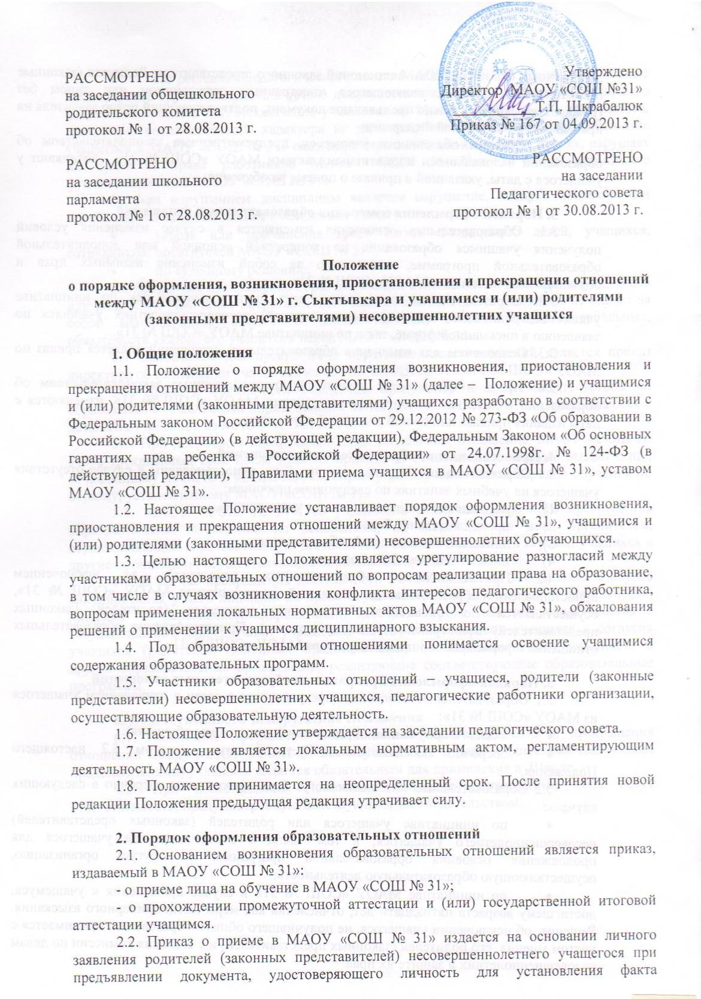 РАССМОТРЕНО
на заседании общешкольного
родительского комитета
протокол № 1 от 28.08.2013 г.
Утверждено
Директор МАОУ «СОШ №31»
Т.П. Шкрабалюк
Приказ № 167 от 04.09.2013 г.
РАССМОТРЕНО
на заседании школьного
парламента
протокол № 1 от 28.08.2013 г.
РАССМОТРЕНО
на заседании
Педагогического совета
протокол № 1 от 30.08.2013 г.
Положение
о порядке оформления, возникновения, приостановления и прекращения отношений
между МАОУ «СОШ № 31» г. Сыктывкара и учащимися и (или) родителями
(законными представителями) несовершеннолетних учащихся
1. Общие положения
1.1. Положение о порядке оформления возникновения, приостановления и
прекращения отношений между МАОУ «СОШ № 31» (далее – Положение) и учащимися
и (или) родителями (законными представителями) учащихся разработано в соответствии с
Федеральным законом Российской Федерации от 29.12.2012 № 273-ФЗ «Об образовании в
Российской Федерации» (в действующей редакции), Федеральным Законом «Об основных
гарантиях прав ребенка в Российской Федерации» от 24.07.1998г. № 124-ФЗ (в
действующей редакции), Правилами приема учащихся в МАОУ «СОШ № 31», уставом
МАОУ «СОШ № 31».
1.2. Настоящее Положение устанавливает порядок оформления возникновения,
приостановления и прекращения отношений между МАОУ «СОШ № 31», учащимися и
(или) родителями (законными представителями) несовершеннолетних обучающихся.
1.3. Целью настоящего Положения является урегулирование разногласий между
участниками образовательных отношений по вопросам реализации права на образование,
в том числе в случаях возникновения конфликта интересов педагогического работника,
вопросам применения локальных нормативных актов МАОУ «СОШ № 31», обжалования
решений о применении к учащимся дисциплинарного взыскания.
1.4. Под образовательными отношениями понимается освоение учащимися
содержания образовательных программ.
1.5. Участники образовательных отношений – учащиеся, родители (законные
представители) несовершеннолетних учащихся, педагогические работники организации,
осуществляющие образовательную деятельность.
1.6. Настоящее Положение утверждается на заседании педагогического совета.
1.7. Положение является локальным нормативным актом, регламентирующим
деятельность МАОУ «СОШ № 31».
1.8. Положение принимается на неопределенный срок. После принятия новой
редакции Положения предыдущая редакция утрачивает силу.
2. Порядок оформления образовательных отношений
2.1. Основанием возникновения образовательных отношений является приказ,
издаваемый в МАОУ «СОШ № 31»:
- о приеме лица на обучение в МАОУ «СОШ № 31»;
- о прохождении промежуточной аттестации и (или) государственной итоговой
аттестации учащимся.
2.2. Приказ о приеме в МАОУ «СОШ № 31» издается на основании личного
заявления родителей (законных представителей) несовершеннолетнего учащегося при
предъявлении документа, удостоверяющего личность для установления факта